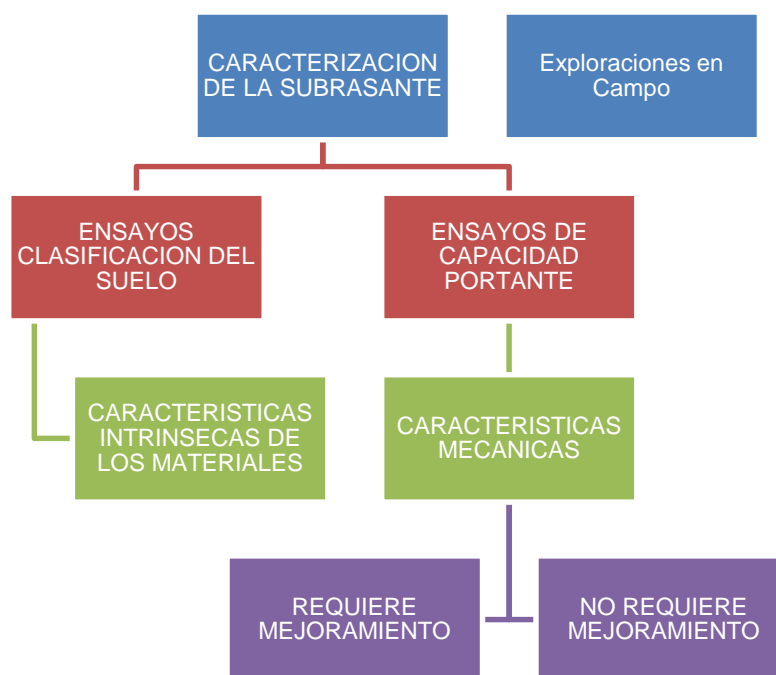 CARACTERIZACION
DE LA SUBRASANTE
Exploraciones en
Campo
ENSAYOS
CLASIFICACION DEL
SUELO
ENSAYOS DE
CAPACIDAD
PORTANTE
CARACTERISTICAS
INTRINSECAS DE
LOS MATERIALES
CARACTERISTICAS
MECANICAS
REQUIERE
MEJORAMIENTO
NO REQUIERE
MEJORAMIENTO